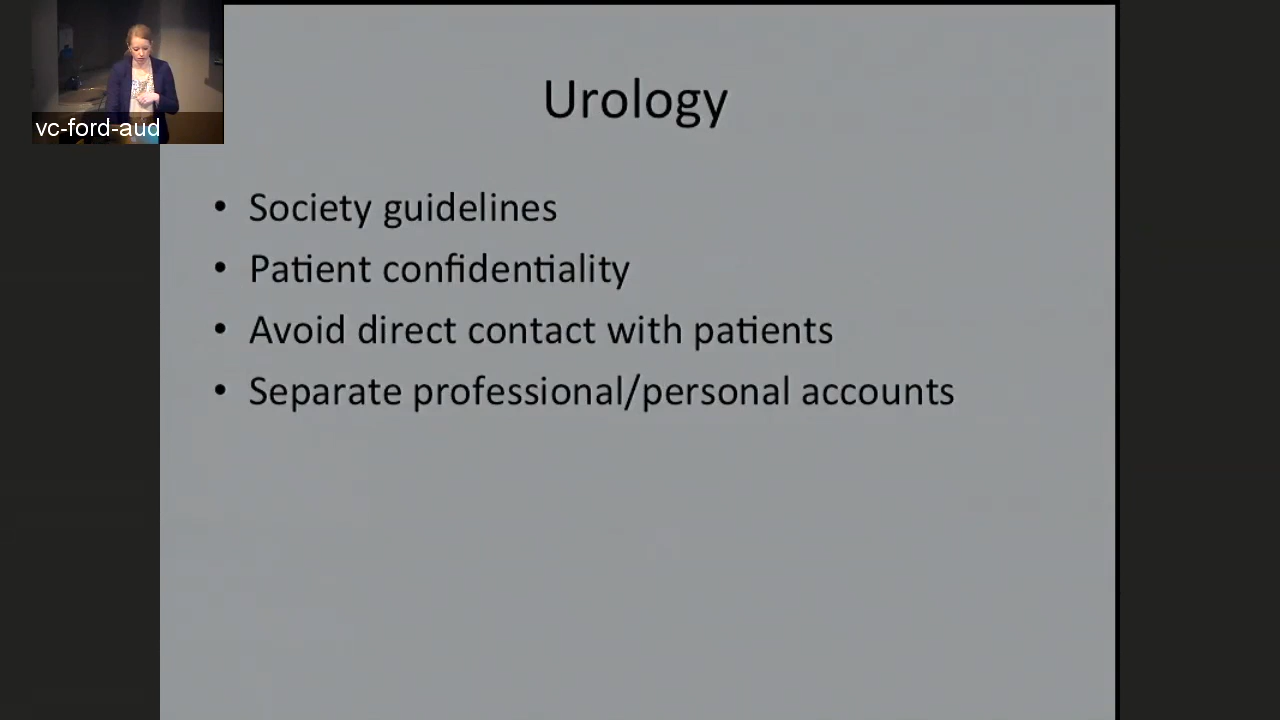 Urology
vc-ford-aud
• Society guidelines
• Patient confidentiality
• Avoid direct contact with patients
• Separate professional/personal accounts